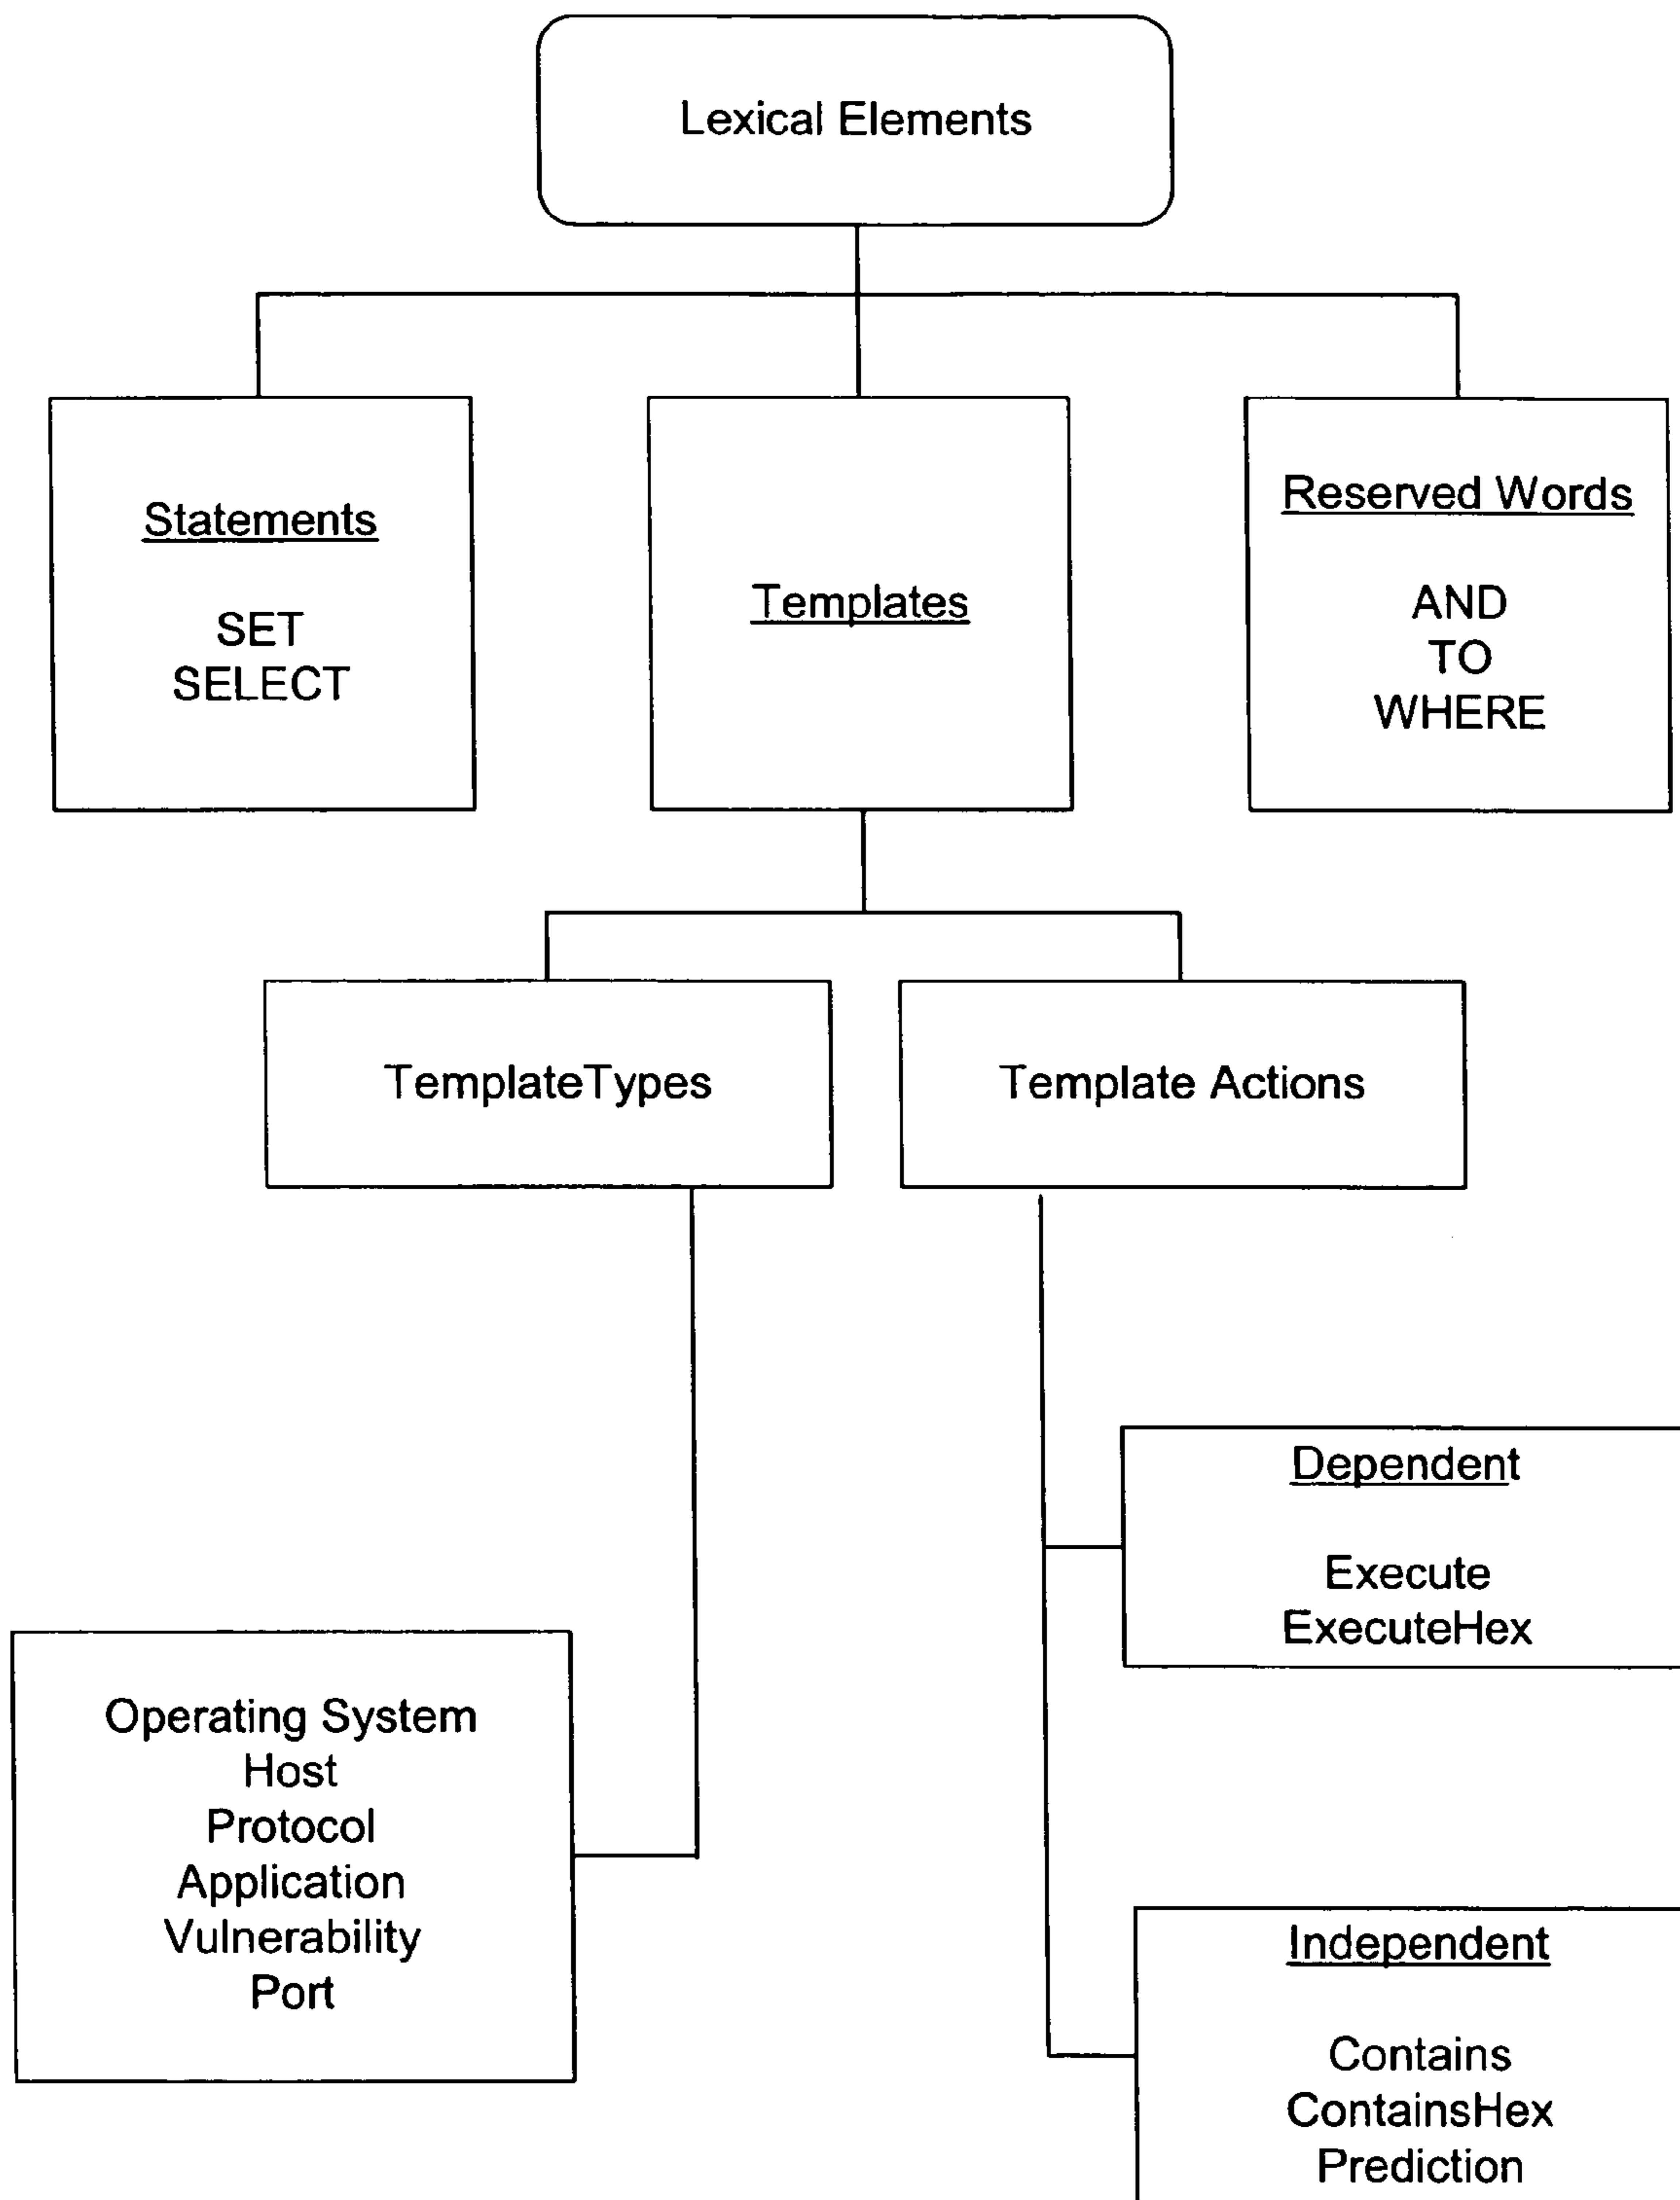 Lexical Elements
Statements
SET
SELECT
Templates
Reserved Words
AND
TO
WHERE
TemplateTypes
Template Actions
Dependent
Execute
ExecuteHex
Operating System
Host
Protocol
Application
Vulnerability
Port
Independent
Contains
ContainsHex
Prediction